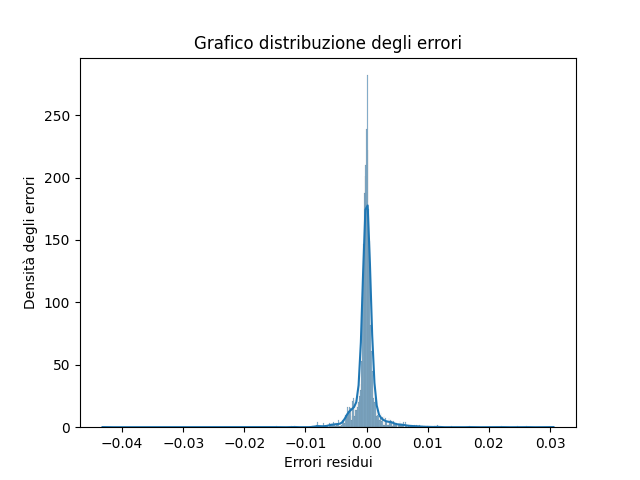 Grafico distribuzione degli errori
Densità degli errori
250
200
150
100
50
0
−0.04 −0.03 −0.02 −0.01 0.00 0.01 0.02 0.03
Errori residui